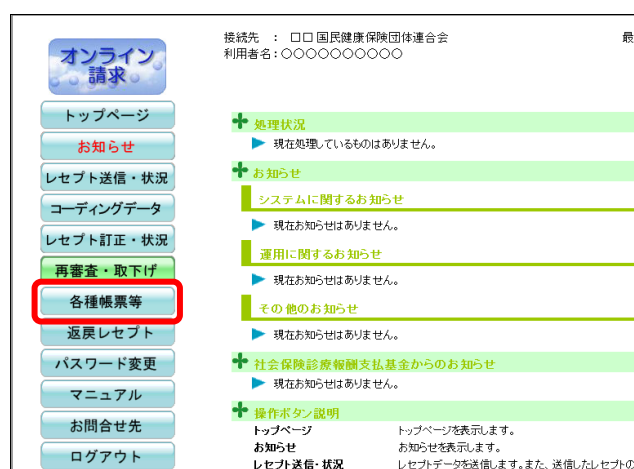 接続先 : □□国民健康保険団体連合会
最
利用者名:○○○○○○○○○○
オンライン
請求
トップページ
お知らせ
レセプト送信・状況
コーディングデータ
レセプト訂正・状況
再審査・取下げ
各種帳票等
返戻レセプト
パスワード変更
マニュアル
お問合せ先
ログアウト
処理状況
現在処理しているものはありません。
お知らせ
システムに関するお知らせ
現在お知らせはありません。
運用に関するお知らせ
現在お知らせはありません。
その他のお知らせ
現在お知らせはありません。
社会保険診療報酬支払基金からのお知らせ
現在お知らせはありません。
操作ボタン説明
トップページ トップページを表示します。
お知らせ お知らせを表示します。
レセプト送信・状況 レセプトデータを送信します。また、送信したレセプトの